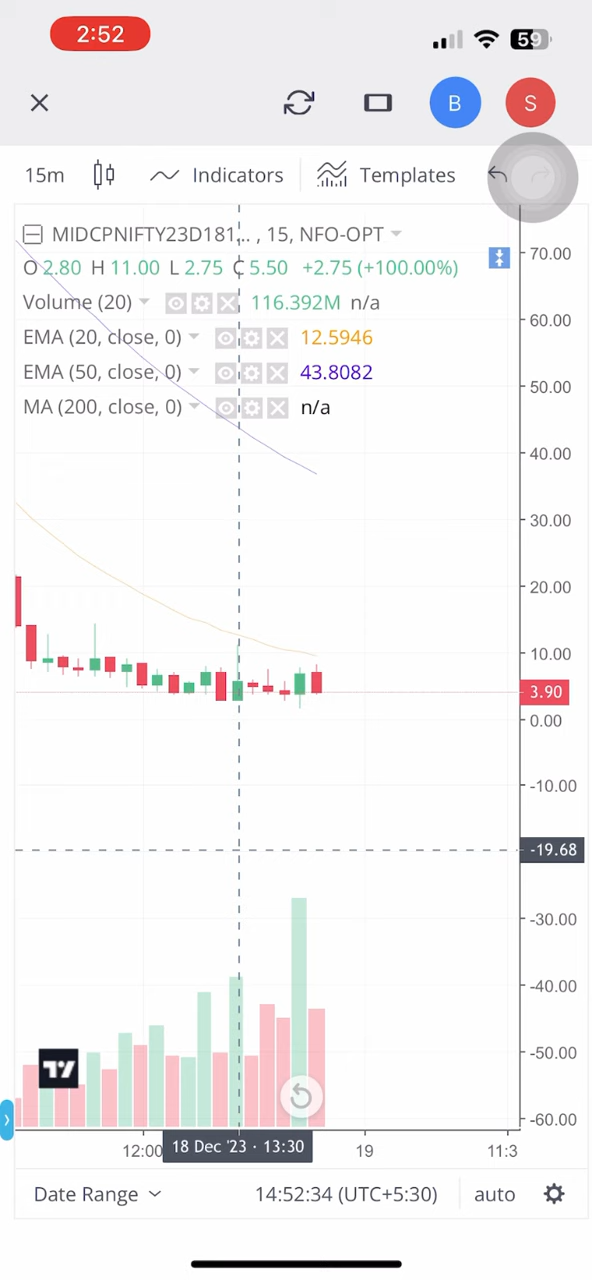 2:52
59
B
S
15m
Indicators
Templates
MIDCPNIFTY23D181... , 15, NFO-OPT
O 2.80 H 11.00 L 2.75 C 5.50 +2.75 (+100.00%)
Volume (20) 116.392M n/a
EMA (20, close, 0) 12.5946
EMA (50, close, 0) 43.8082
MA (200, close, 0) n/a
70.00
60.00
50.00
40.00
30.00
20.00
10.00
3.90
0.00
-10.00
-19.68
-30.00
-40.00
-50.00
-60.00
12:00
18 Dec '23 · 13:30
19
11:3
Date Range
14:52:34 (UTC+5:30)
auto